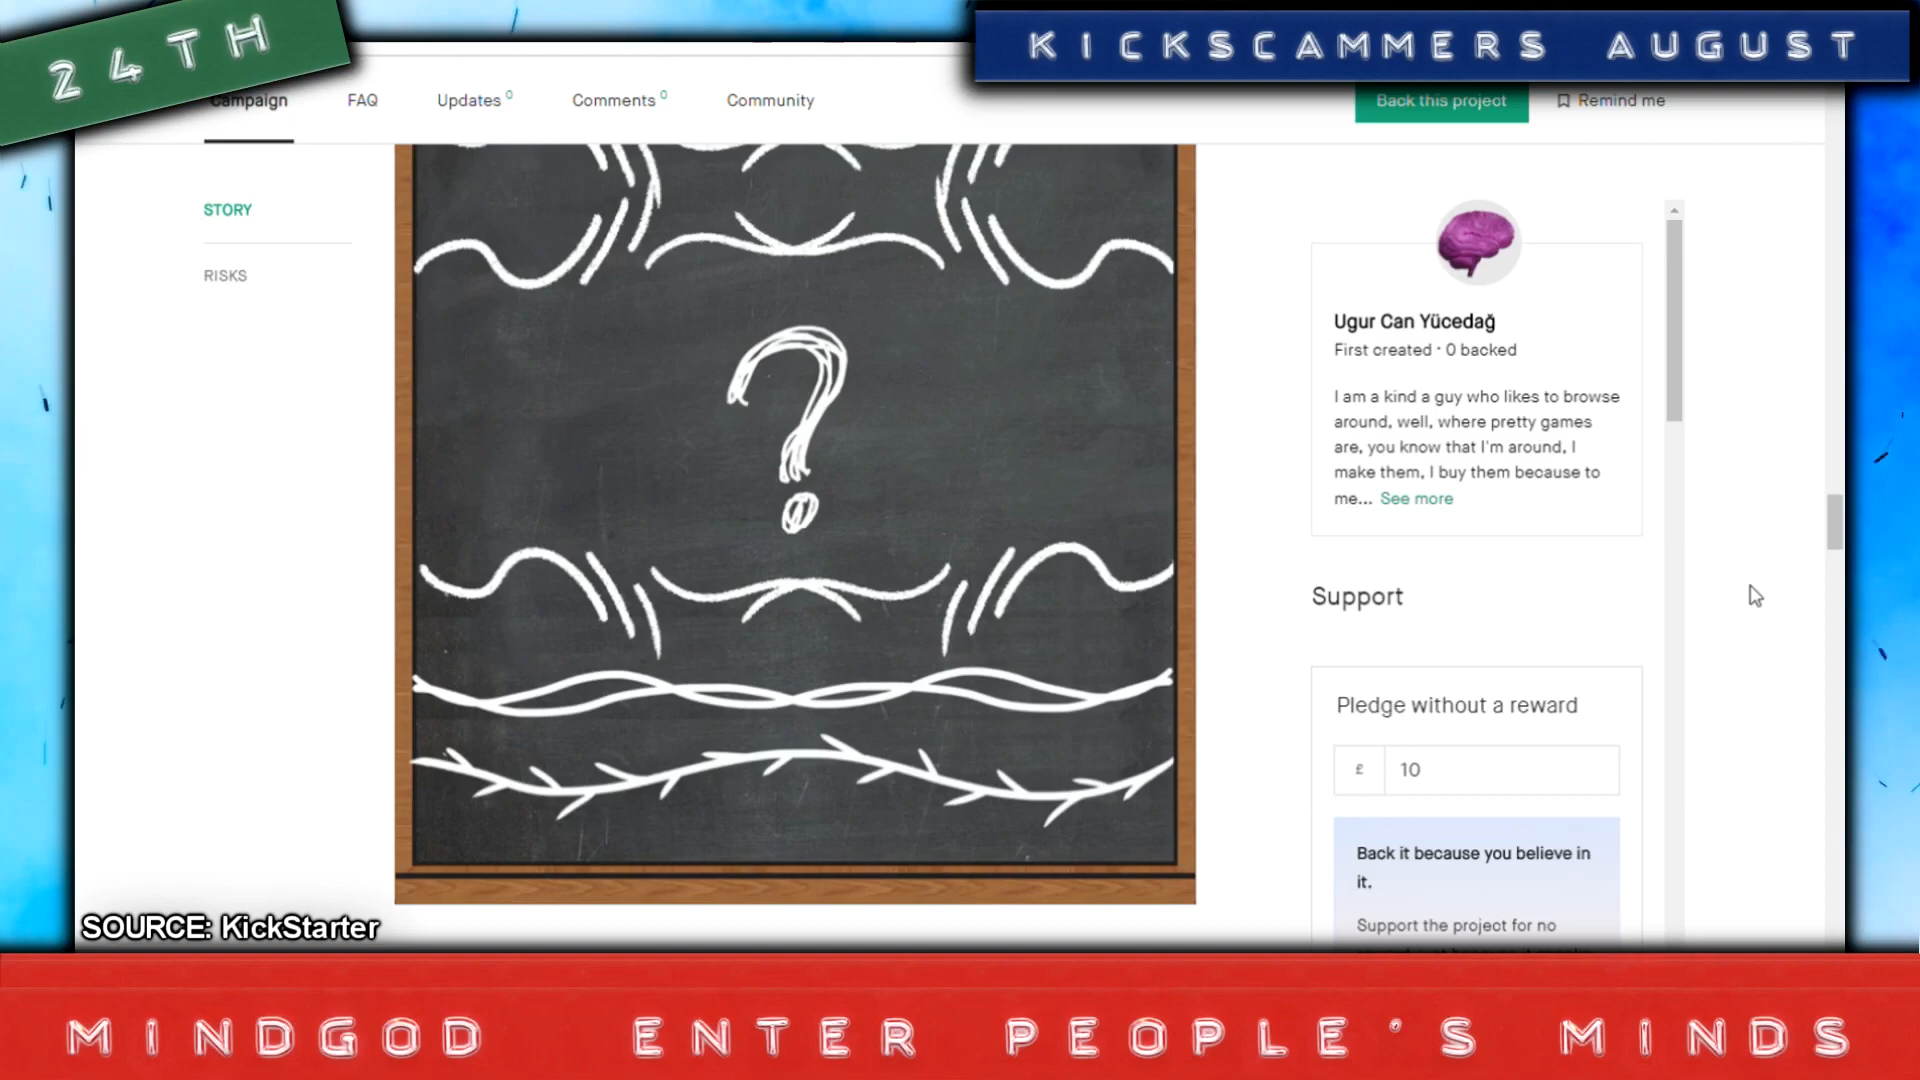 24TH
KICKSCAMMERS AUGUST
Campaign
FAQ
Updates 0
Comments 0
Community
Back this project
Remind me
STORY
RISKS
?
Ugur Can Yücedağ
First created · 0 backed
I am a kind a guy who likes to browse
around, well, where pretty games
are, you know that I'm around, I
make them, I buy them because to
me... See more
Support
Pledge without a reward
£ 10
Back it because you believe in
it.
Support the project for no
SOURCE: KickStarter
MINDGOD ENTER PEOPLE'S MINDS